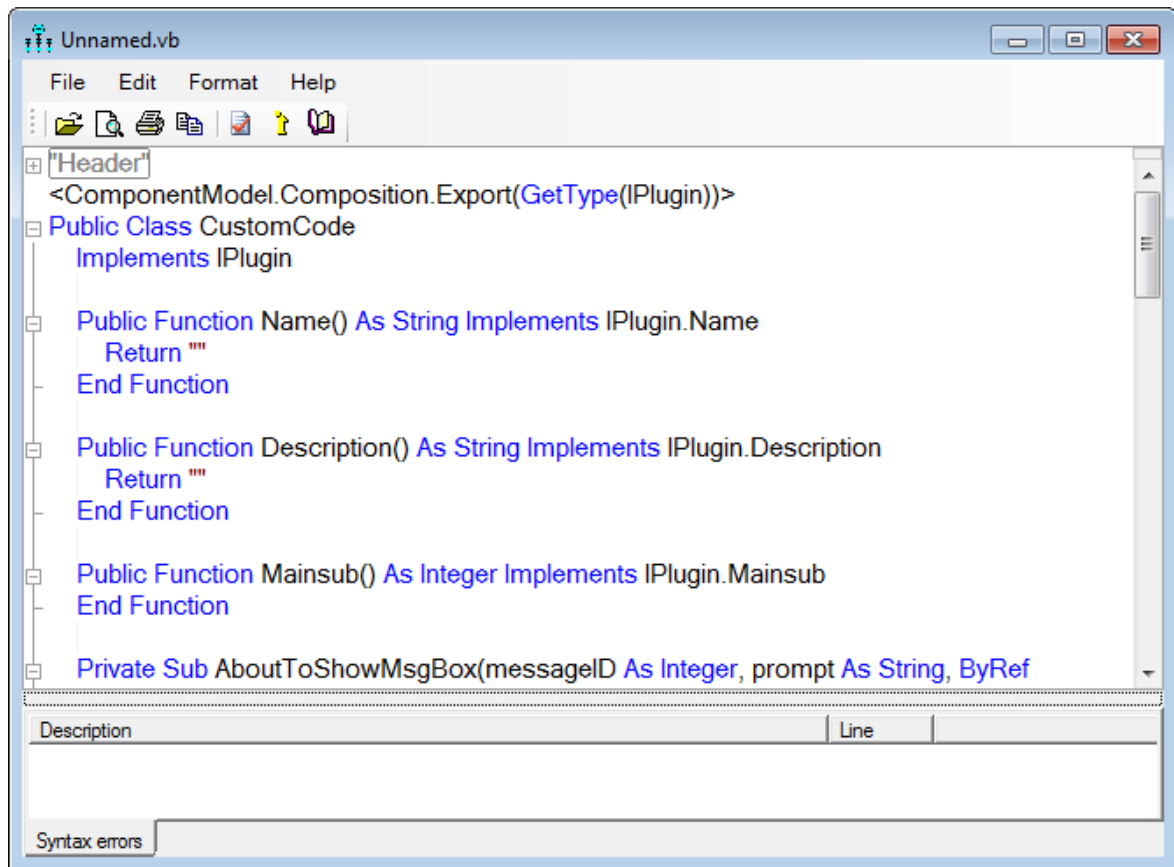 Unnamed.vb
File Edit Format Help
"Header"
<ComponentModel.Composition.Export(GetType(IPlugin))>
Public Class CustomCode
Implements IPlugin
Public Function Name() As String Implements IPlugin.Name
Return ""
End Function
Public Function Description() As String Implements IPlugin.Description
Return ""
End Function
Public Function Mainsub() As Integer Implements IPlugin.Mainsub
End Function
Private Sub AboutToShowMsgBox(messageID As Integer, prompt As String, ByRef
Description Line
Syntax errors